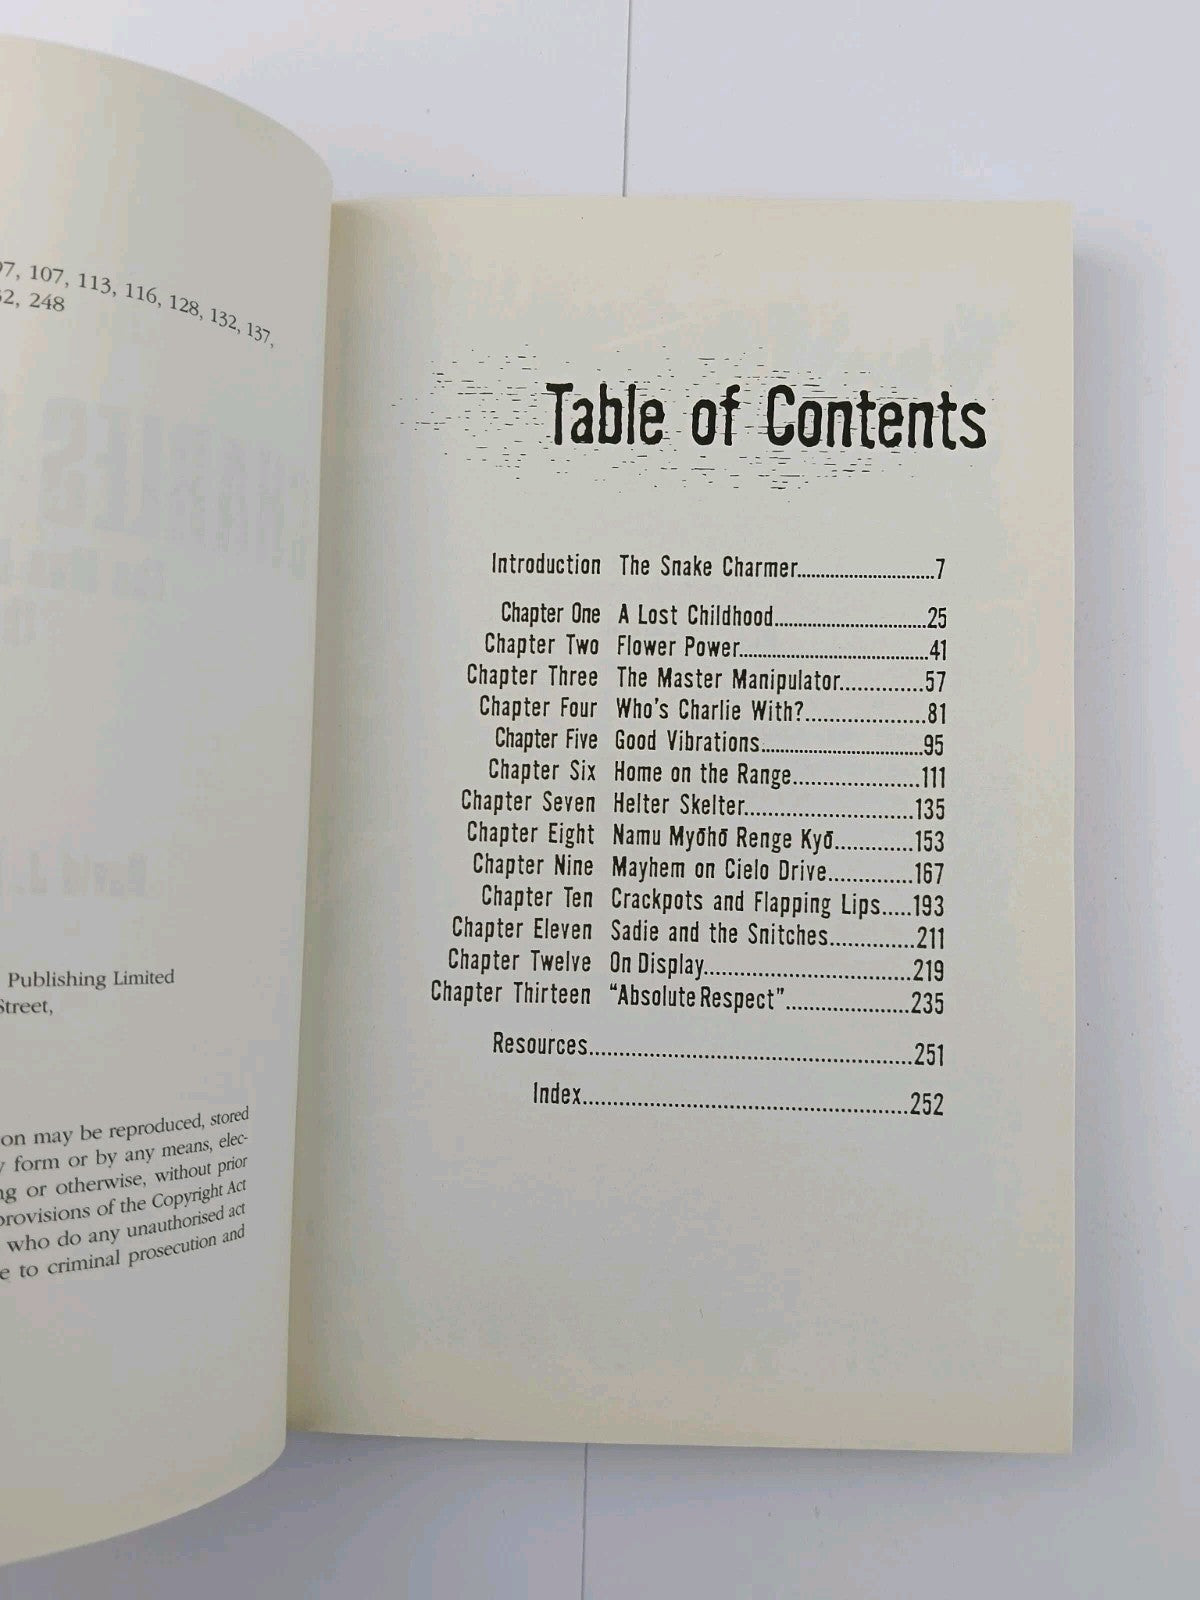 97, 107, 113, 116, 128, 132, 137,
52, 248
Publishing Limited
Street,
on may be reproduced, stored
y form or by any means, elec-
ng or otherwise, without prior
provisions of the Copyright Act
who do any unauthorised act
e to criminal prosecution and
Table of Contents
Introduction The Snake Charmer..............................7
Chapter One A Lost Childhood.................................25
Chapter Two Flower Power.........................................41
Chapter Three The Master Manipulator..............57
Chapter Four Who's Charlie With?.....................81
Chapter Five Good Vibrations...................................95
Chapter Six Home on the Range......................111
Chapter Seven Helter Skelter.............................135
Chapter Eight Namu Myōhō Renge Kyō.............153
Chapter Nine Mayhem on Cielo Drive..............167
Chapter Ten Crackpots and Flapping Lips.....193
Chapter Eleven Sadie and the Snitches..............211
Chapter Twelve On Display...................................219
Chapter Thirteen “Absolute Respect”....................235
Resources.......................................................251
Index.......................................................252